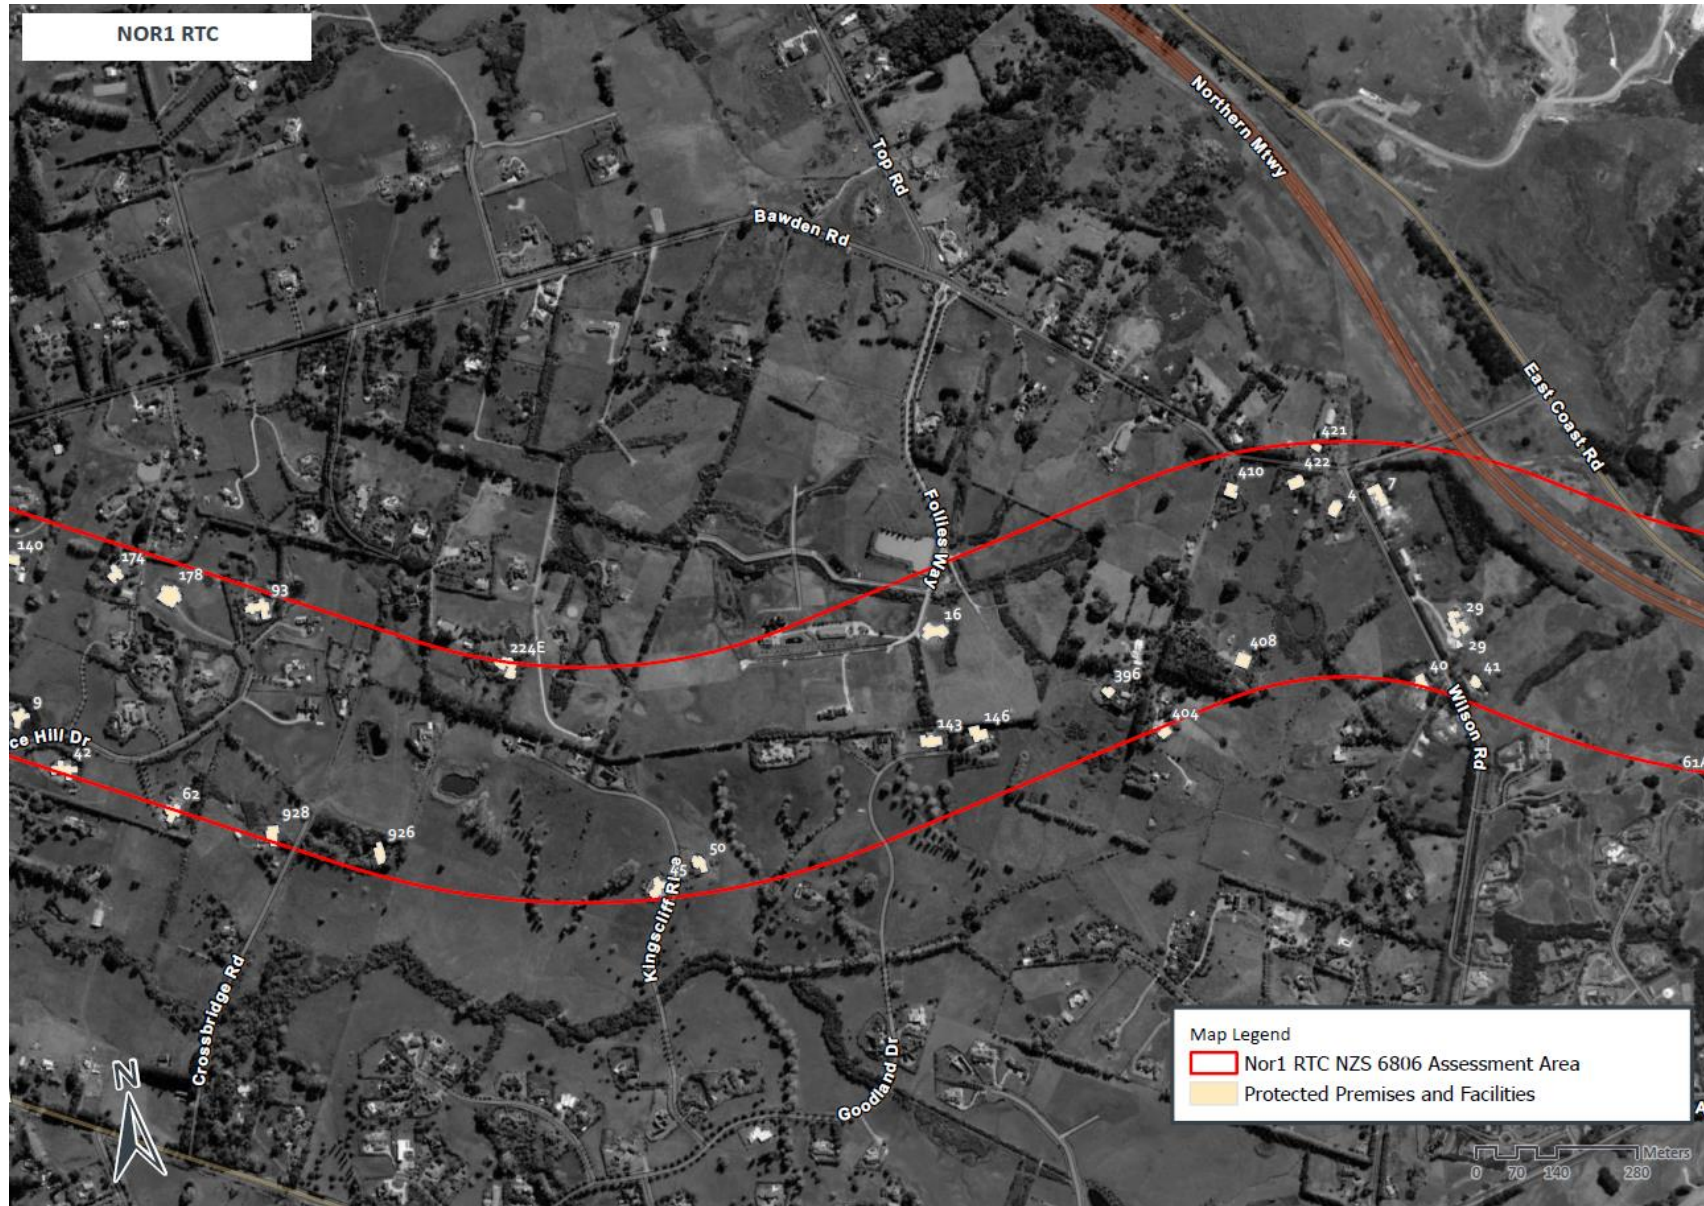 NOR1 RTC
Northern Mtwy
Top Rd
Bawden Rd
East Coast Rd
421
422
410
4
7
Follies Way
140
174
178
93
29
16
224E
408
29
396
40
41
9
Wilson Rd
143
146
404
ce Hill Dr
42
61A
62
928
926
50
45
Kingscliff Ri e
Crossbridge Rd
Map Legend
Nor1 RTC NZS 6806 Assessment Area
Protected Premises and Facilities
N
Goodland Dr
A
Meters
0 70 140 280